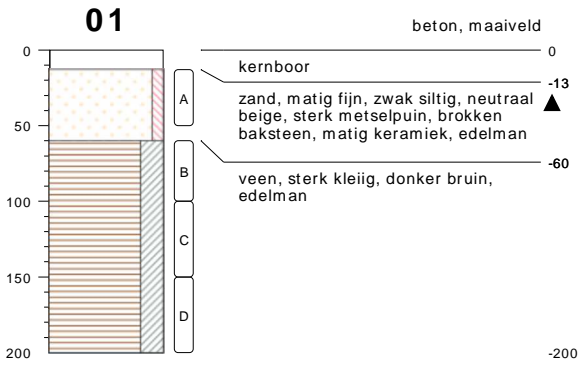 01
beton, maaiveld
0
0
kernboor
-13
zand, matig fijn, zwak siltig, neutraal
beige, sterk metselpuin, brokken
baksteen, matig keramiek, edelman
A
50
-60
veen, sterk kleiig, donker bruin,
edelman
B
100
C
150
D
200
-200